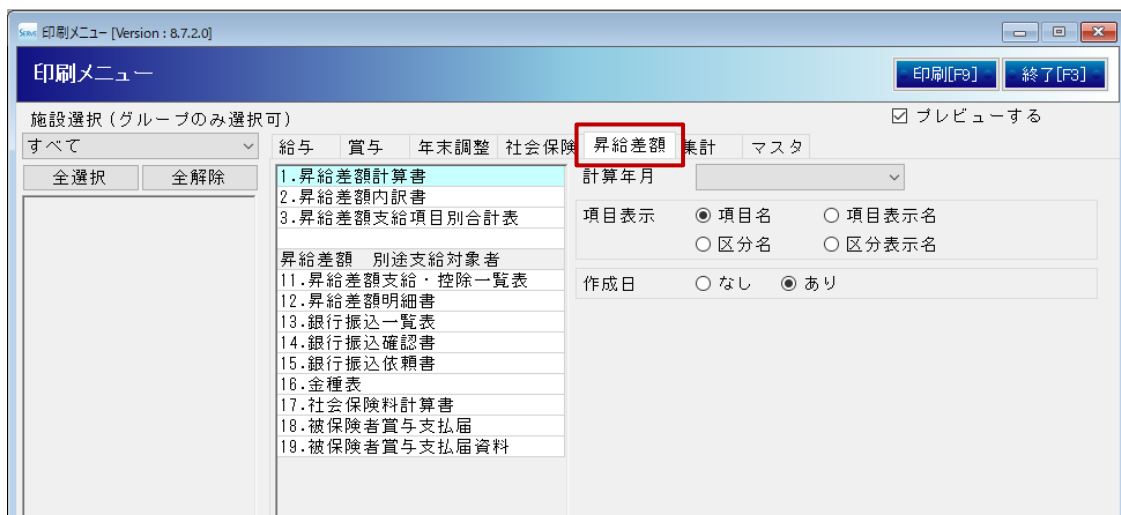 Serve 印刷メニュー [Version : 8.7.2.0]
印刷メニュー
印刷[F9]
終了[F3]
施設選択(グループのみ選択可)
プレビューする
すべて
給与 賞与 年末調整 社会保険 昇給差額 集計 マスタ
全選択 全解除
1.昇給差額計算書
2.昇給差額内訳書
3.昇給差額支給項目別合計表
昇給差額 別途支給対象者
11.昇給差額支給・控除一覧表
12.昇給差額明細書
13.銀行振込一覧表
14.銀行振込確認書
15.銀行振込依頼書
16.金種表
17.社会保険料計算書
18.被保険者賞与支払届
19.被保険者賞与支払届資料
計算年月
項目表示 項目名 項目表示名
区分名 区分表示名
作成日 なし あり